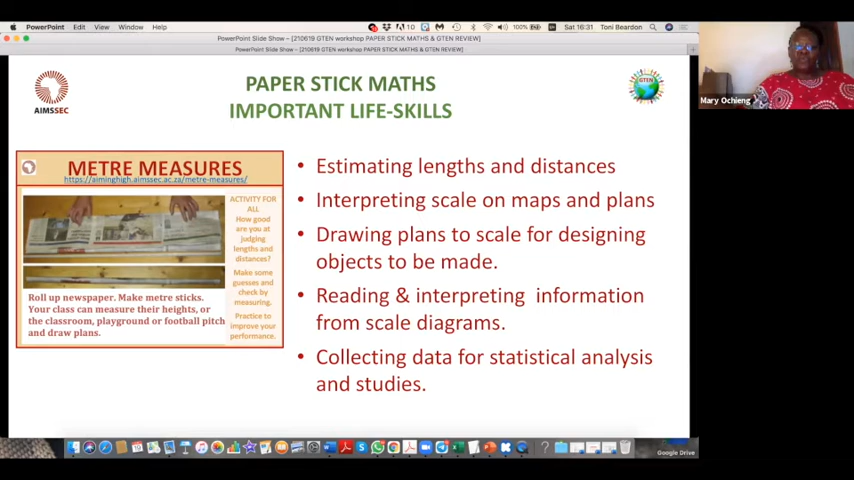 PowerPoint Edit View Window Help
10 100% Sat 16:31 Toni Beardon
PowerPoint Slide Show – [210619 GTEN workshop PAPER STICK MATHS & GTEN REVIEW]
PowerPoint Slide Show – [210619 GTEN workshop PAPER STICK MATHS & GTEN REVIEW]
PAPER STICK MATHS
IMPORTANT LIFE-SKILLS
AIMSSEC
GTEN
Mary Ochieng
METRE MEASURES
https://aiminghigh.aimssec.ac.za/metre-measures/
ACTIVITY FOR
ALL
How good
are you at
judging
lengths and
distances?
Make some
guesses and
check by
measuring.
Practice to
improve your
performance.
Roll up newspaper. Make metre sticks.
Your class can measure their heights, or
the classroom, playground or football pitch
and draw plans.
• Estimating lengths and distances
• Interpreting scale on maps and plans
• Drawing plans to scale for designing
objects to be made.
• Reading & interpreting information
from scale diagrams.
• Collecting data for statistical analysis
and studies.
Google Drive